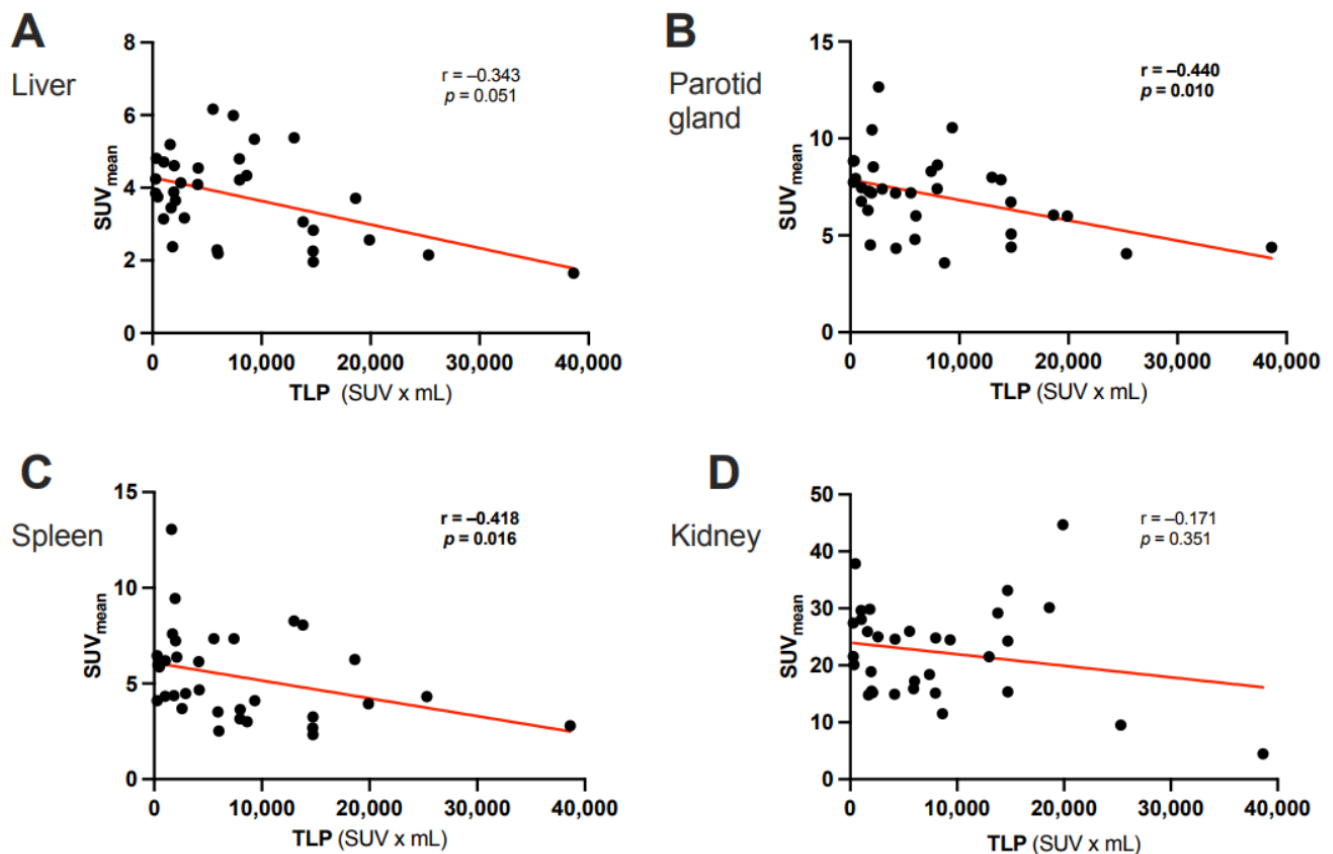 A
Liver
8
6
4
2
0
SUVmean
r = –0.343
p = 0.051
0 10,000 20,000 30,000 40,000
TLP (SUV x mL)
B
Parotid
gland
15
10
5
0
SUVmean
r = –0.440
p = 0.010
0 10,000 20,000 30,000 40,000
TLP (SUV x mL)
C
Spleen
15
10
5
0
SUVmean
r = –0.418
p = 0.016
0 10,000 20,000 30,000 40,000
TLP (SUV x mL)
D
Kidney
50
40
30
20
10
0
SUVmean
r = –0.171
p = 0.351
0 10,000 20,000 30,000 40,000
TLP (SUV x mL)